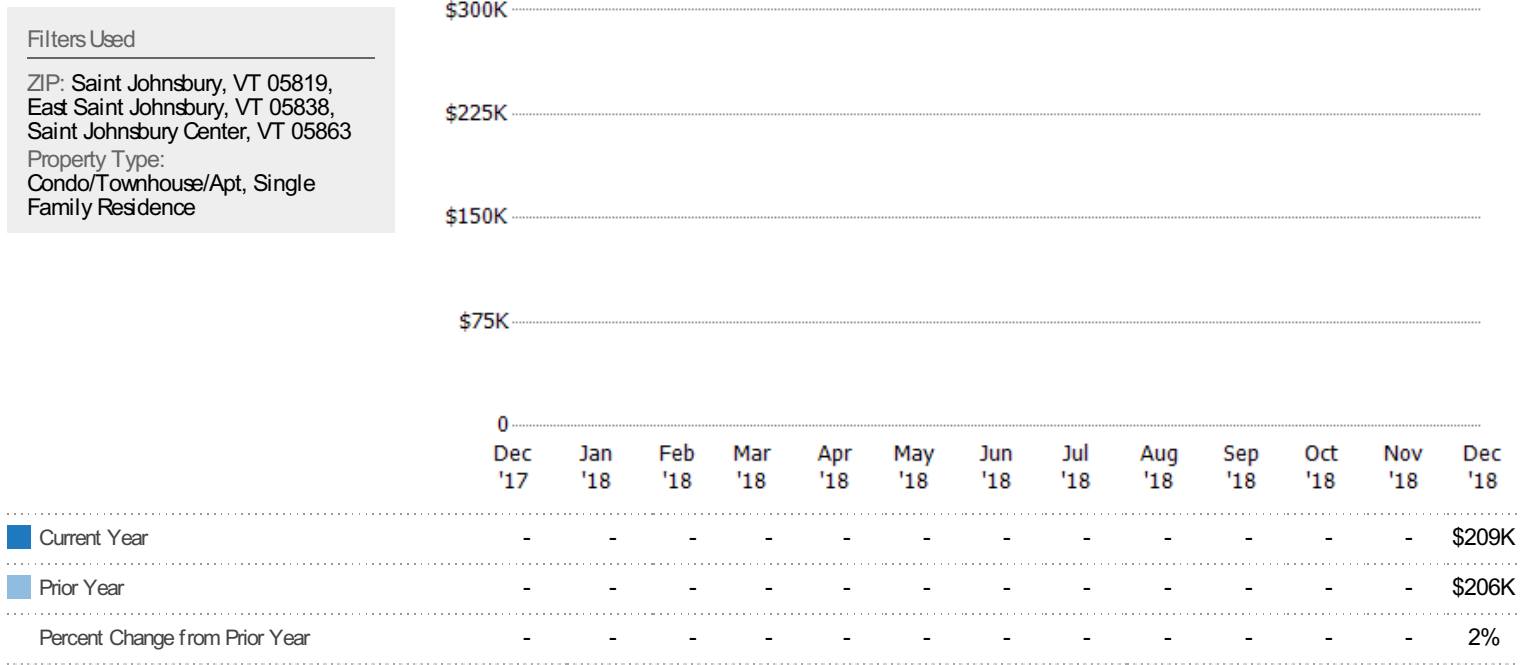 Filters Used
ZIP: Saint Johnsbury, VT 05819,
East Saint Johnsbury, VT 05838,
Saint Johnsbury Center, VT 05863
Property Type:
Condo/Townhouse/Apt, Single
Family Residence
$300K
$225K
$150K
$75K
0
Dec Jan Feb Mar Apr May Jun Jul Aug Sep Oct Nov Dec
'17 '18 '18 '18 '18 '18 '18 '18 '18 '18 '18 '18 '18
Current Year - - - - - - - - - - - - $209K
Prior Year - - - - - - - - - - - - $206K
Percent Change from Prior Year - - - - - - - - - - - - 2%